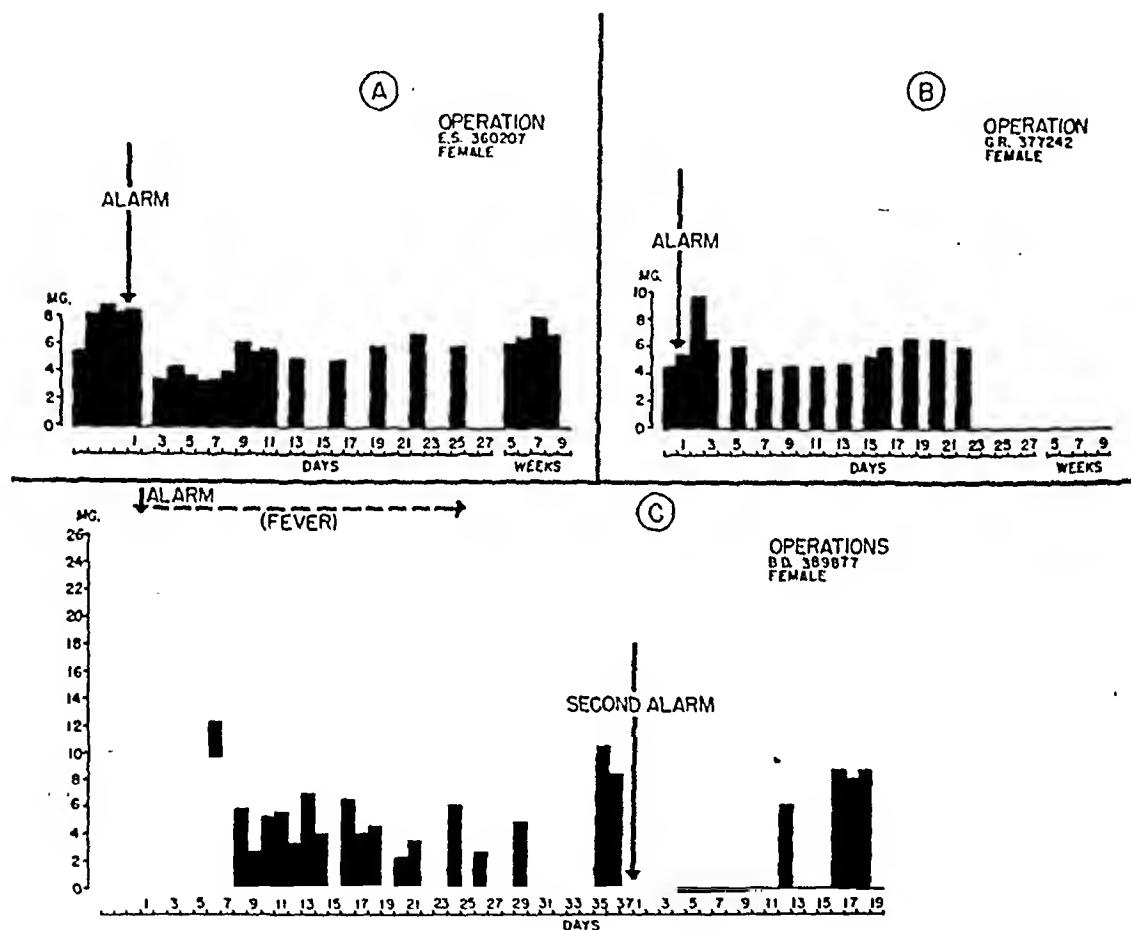 A
OPERATION
E.S. 360207
FEMALE
ALARM
MG.
8
6
4
2
0
1 3 5 7 9 11 13 15 17 19 21 23 25 27 5 7 9
DAYS WEEKS
B
OPERATION
G.R. 377242
FEMALE
ALARM
MG.
10
8
6
4
2
0
1 3 5 7 9 11 13 15 17 19 21 23 25 27 5 7 9
DAYS WEEKS
ALARM
(FEVER)
C
OPERATIONS
B.D. 389877
FEMALE
MG.
26
24
22
20
18
16
14
12
10
8
6
4
2
0
SECOND ALARM
1 3 5 7 9 11 13 15 17 19 21 23 25 27 29 31 33 35 37 1 3 5 7 9 11 13 15 17 19
DAYS